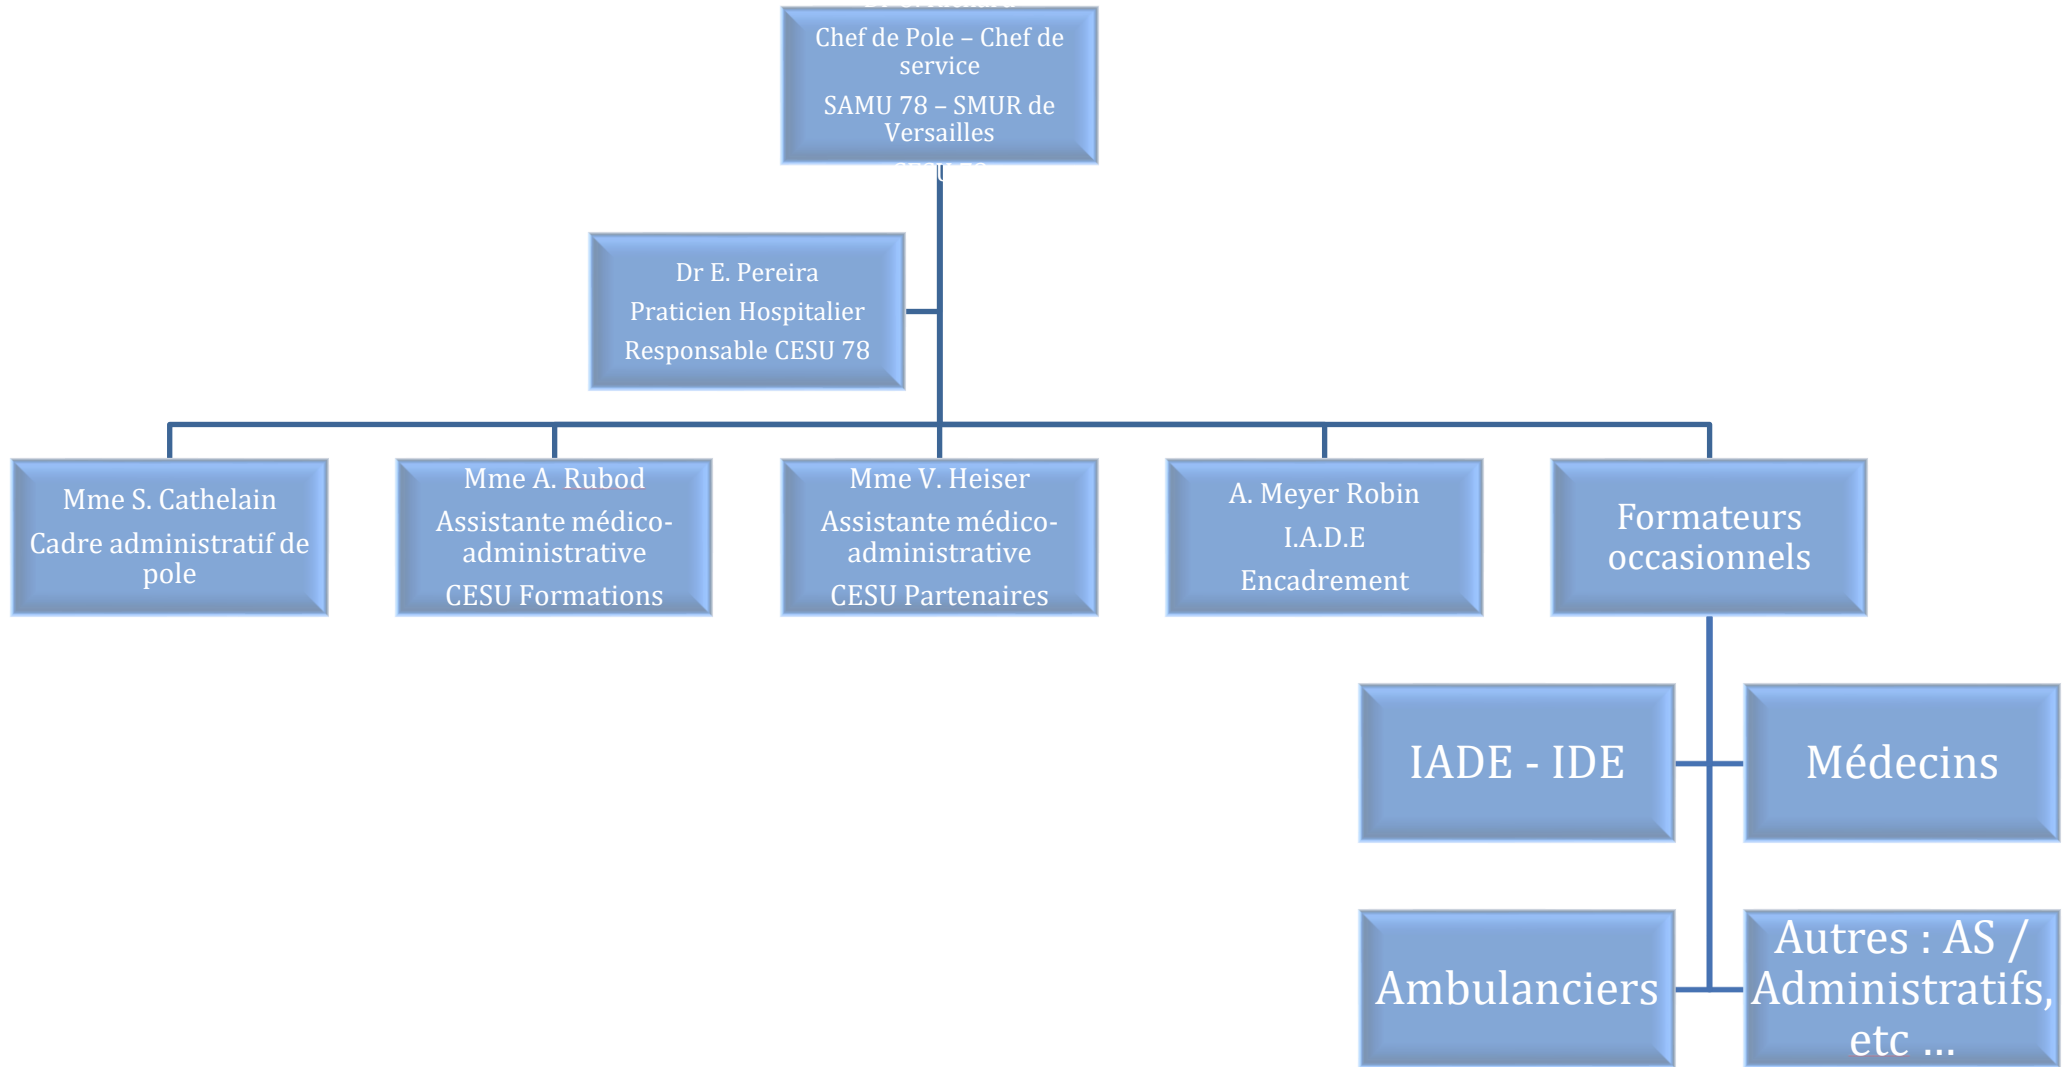 Chef de Pole – Chef de
service
SAMU 78 – SMUR de
Versailles
Dr E. Pereira
Praticien Hospitalier
Responsable CESU 78
Mme S. Cathelain
Cadre administratif de
pole
Mme A. Rubod
Assistante médico-
administrative
CESU Formations
Mme V. Heiser
Assistante médico-
administrative
CESU Partenaires
A. Meyer Robin
I.A.D.E
Encadrement
Formateurs
occasionnels
IADE - IDE
Médecins
Ambulanciers
Autres : AS /
Administratifs,
etc ...